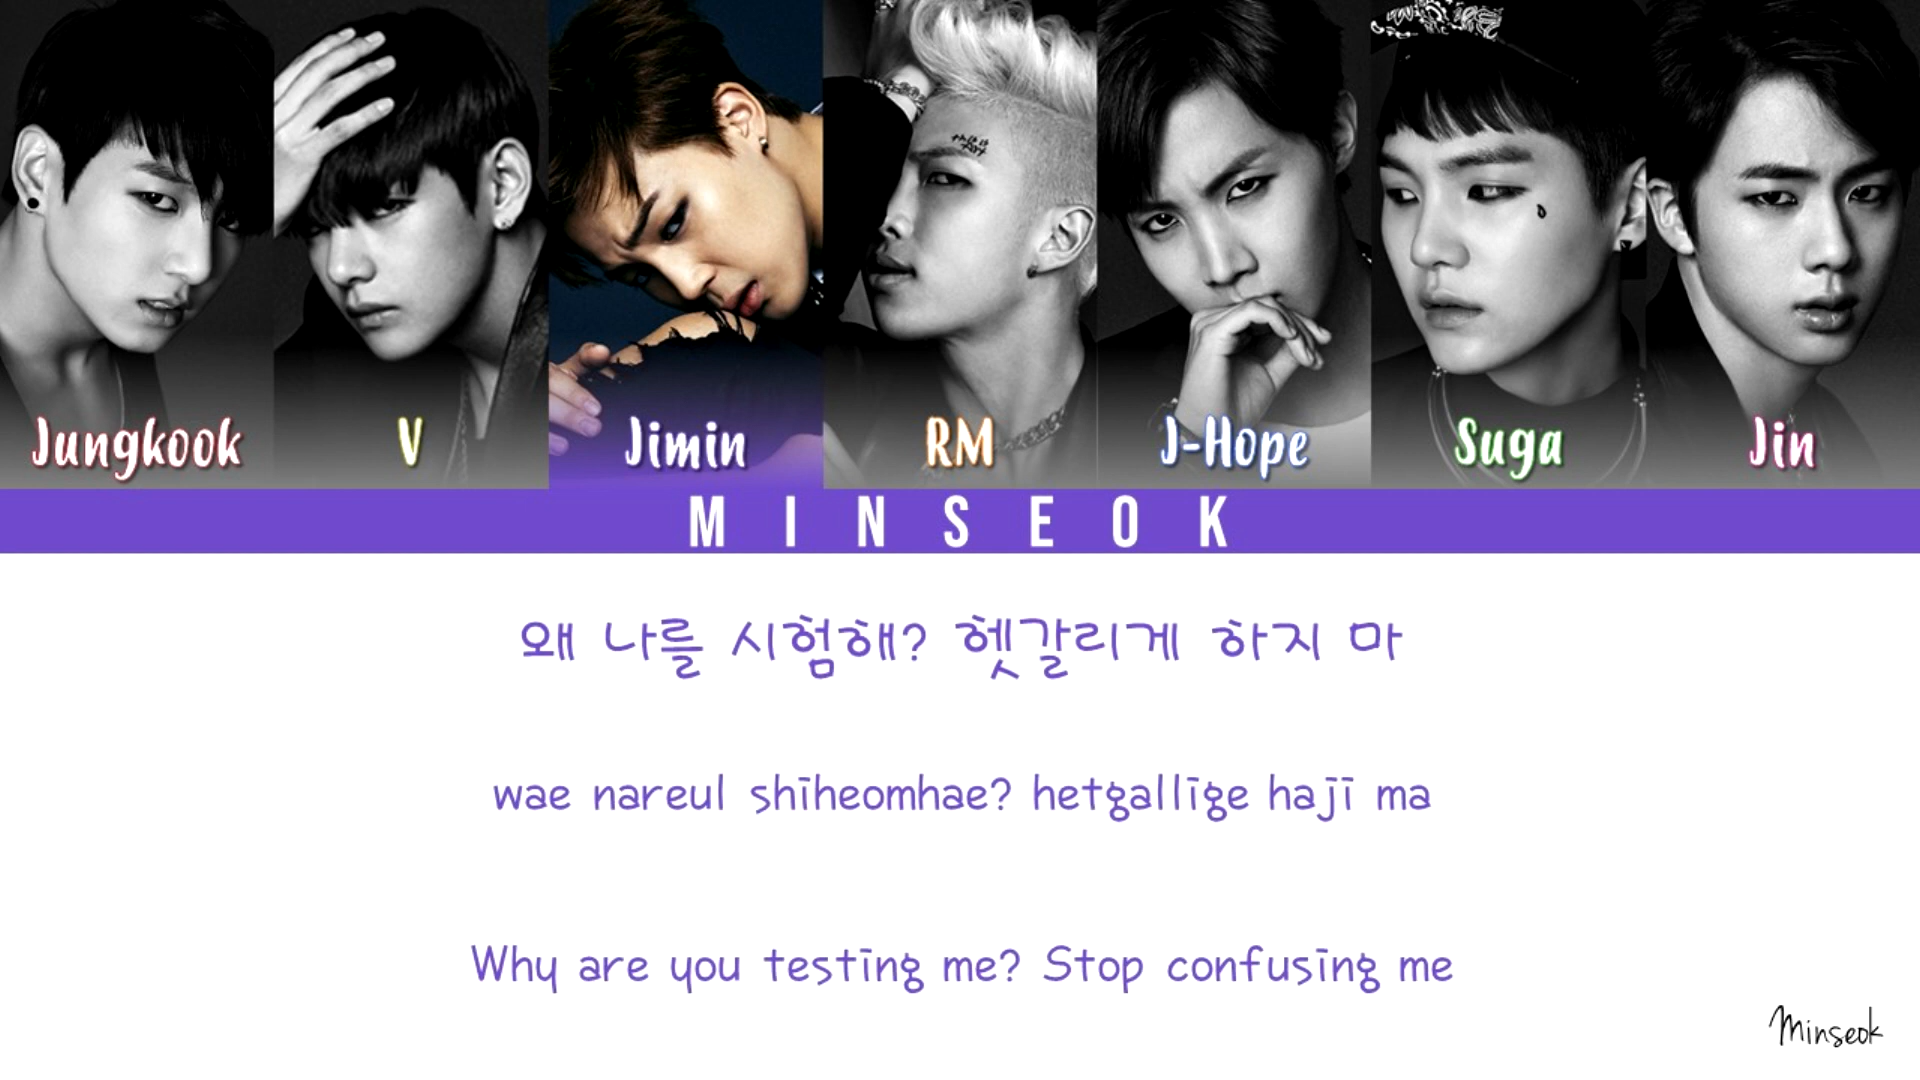 Jungkook V Jimin RM J-Hope Suga Jin
MINSEOK
왜 나를 시험해? 헷갈리게 하지 마
wae nareul shiheomhae? hetgallige haji ma
Why are you testing me? Stop confusing me
Minseok